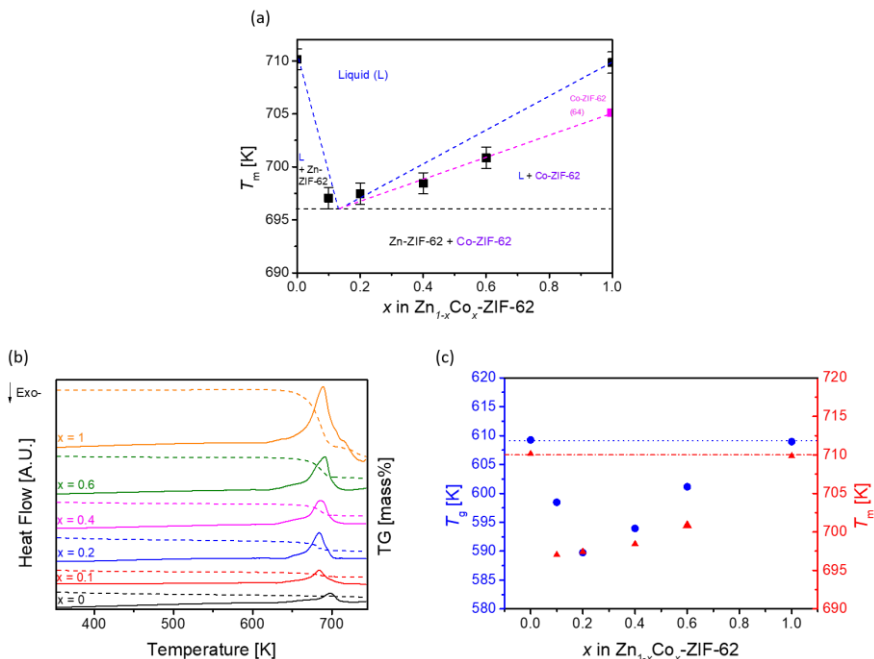 (a)
710
705
700
695
690
Tm [K]
Liquid (L)
L
+ Zn-
ZIF-62
Co-ZIF-62
(64)
L + Co-ZIF-62
Zn-ZIF-62 + Co-ZIF-62
0.0 0.2 0.4 0.6 0.8 1.0
x in Zn1-xCox-ZIF-62
(b)
Exo-
Heat Flow [A.U.]
x = 1
x = 0.6
x = 0.4
x = 0.2
x = 0.1
x = 0
TG [mass%]
400 500 600 700
Temperature [K]
(c)
620
615
610
605
600
595
590
585
580
Tg [K]
720
715
710
705
700
695
690
Tm [K]
0.0 0.2 0.4 0.6 0.8 1.0
x in Zn1-xCox-ZIF-62